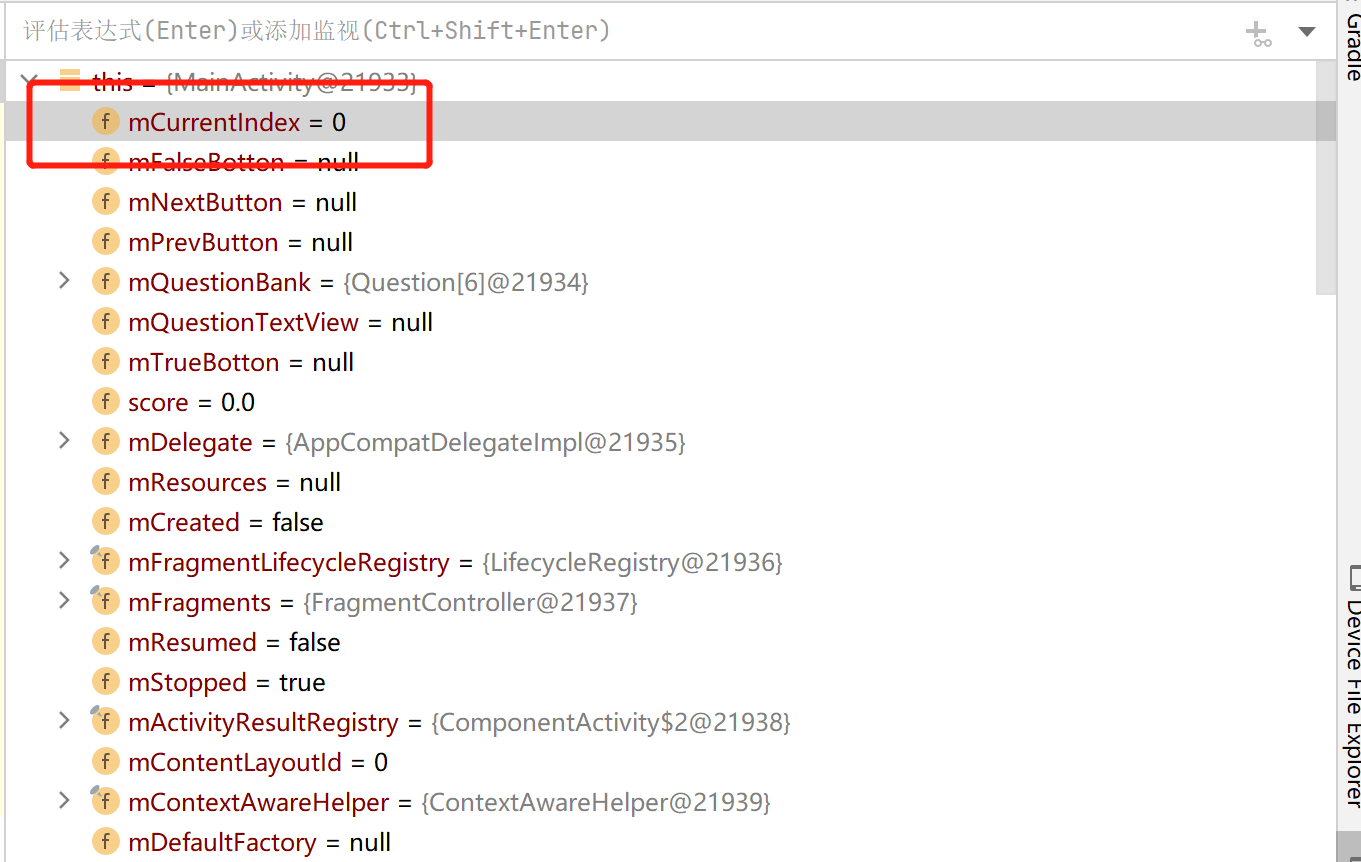 评估表达式(Enter)或添加监视(Ctrl+Shift+Enter)
this = {MainActivity@21933}
f mCurrentIndex = 0
f mFalseBotton = null
f mNextButton = null
f mPrevButton = null
f mQuestionBank = {Question[6]@21934}
f mQuestionTextView = null
f mTrueBotton = null
f score = 0.0
f mDelegate = {AppCompatDelegateImpl@21935}
f mResources = null
f mCreated = false
f mFragmentLifecycleRegistry = {LifecycleRegistry@21936}
f mFragments = {FragmentController@21937}
f mResumed = false
f mStopped = true
f mActivityResultRegistry = {ComponentActivity$2@21938}
f mContentLayoutId = 0
f mContextAwareHelper = {ContextAwareHelper@21939}
f mDefaultFactory = null
Gradle
Device File Explorer